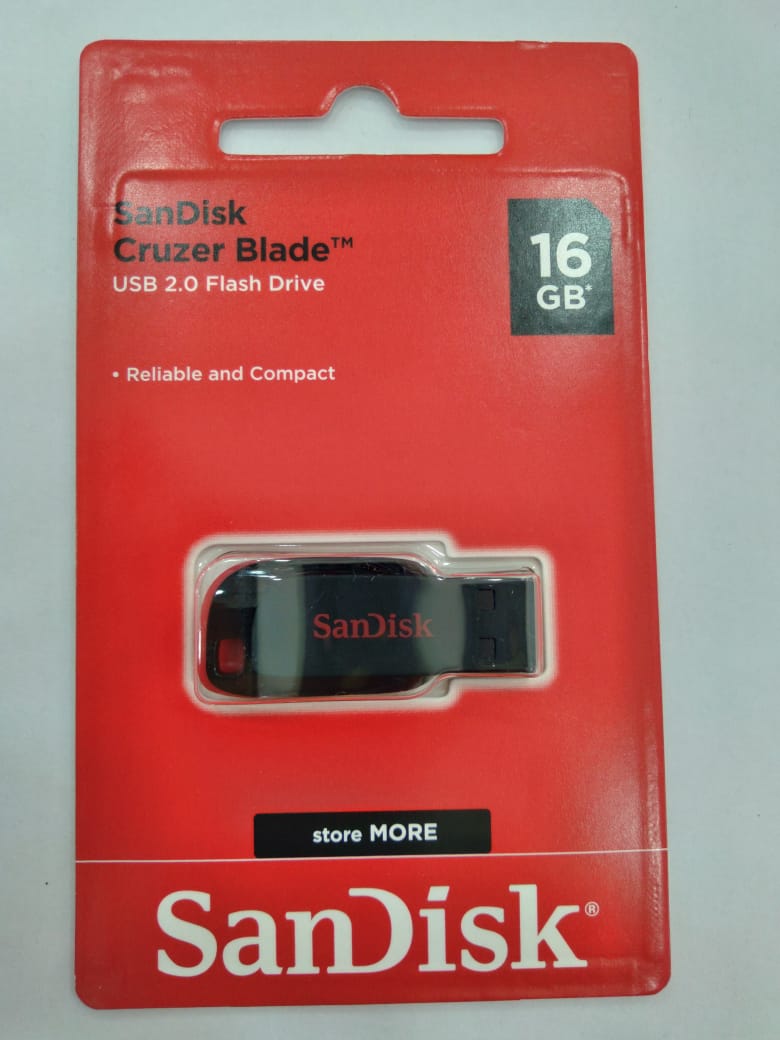 SanDisk
Cruzer Blade™
USB 2.0 Flash Drive
16
GB*
• Reliable and Compact
SanDisk
store MORE
SanDisk®